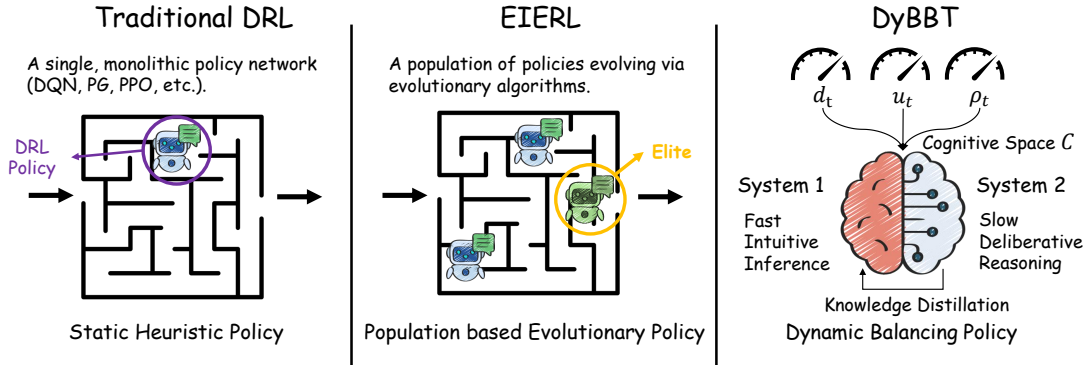 Traditional DRL
A single, monolithic policy network
(DQN, PG, PPO, etc.).
DRL
Policy
Static Heuristic Policy
EIERL
A population of policies evolving via
evolutionary algorithms.
Elite
Population based Evolutionary Policy
DyBBT
d_t
u_t
ρ_t
Cognitive Space C
System 1
Fast
Intuitive
Inference
System 2
Slow
Deliberative
Reasoning
Knowledge Distillation
Dynamic Balancing Policy